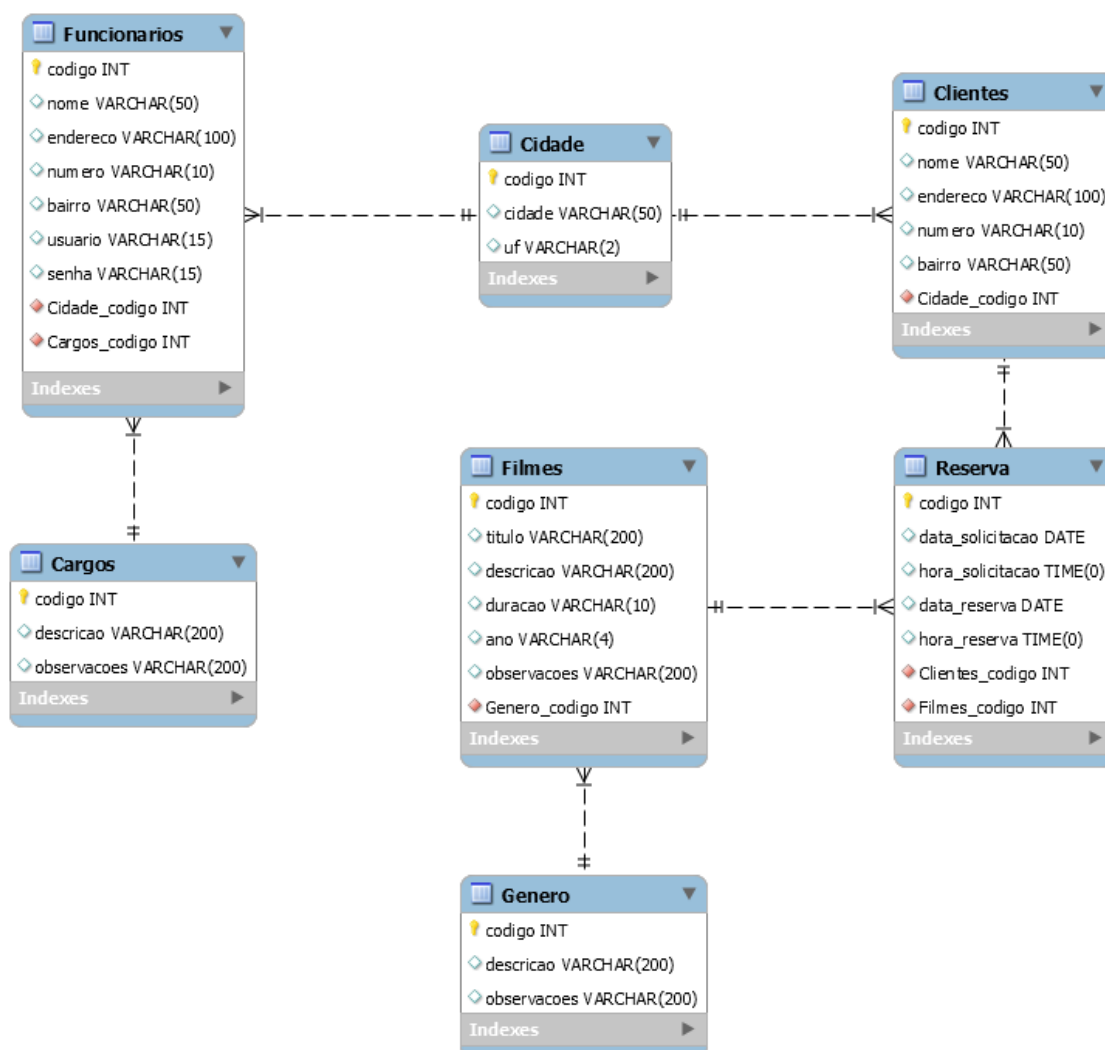 Funcionarios
codigo INT
nome VARCHAR(50)
endereco VARCHAR(100)
numero VARCHAR(10)
bairro VARCHAR(50)
usuario VARCHAR(15)
senha VARCHAR(15)
Cidade_codigo INT
Cargos_codigo INT
Indexes
Cidade
codigo INT
cidade VARCHAR(50)
uf VARCHAR(2)
Indexes
Clientes
codigo INT
nome VARCHAR(50)
endereco VARCHAR(100)
numero VARCHAR(10)
bairro VARCHAR(50)
Cidade_codigo INT
Indexes
Cargos
codigo INT
descricao VARCHAR(200)
observacoes VARCHAR(200)
Indexes
Filmes
codigo INT
titulo VARCHAR(200)
descricao VARCHAR(200)
duracao VARCHAR(10)
ano VARCHAR(4)
observacoes VARCHAR(200)
Genero_codigo INT
Indexes
Reserva
codigo INT
data_solicitacao DATE
hora_solicitacao TIME(0)
data_reserva DATE
hora_reserva TIME(0)
Clientes_codigo INT
Filmes_codigo INT
Indexes
Genero
codigo INT
descricao VARCHAR(200)
observacoes VARCHAR(200)
Indexes